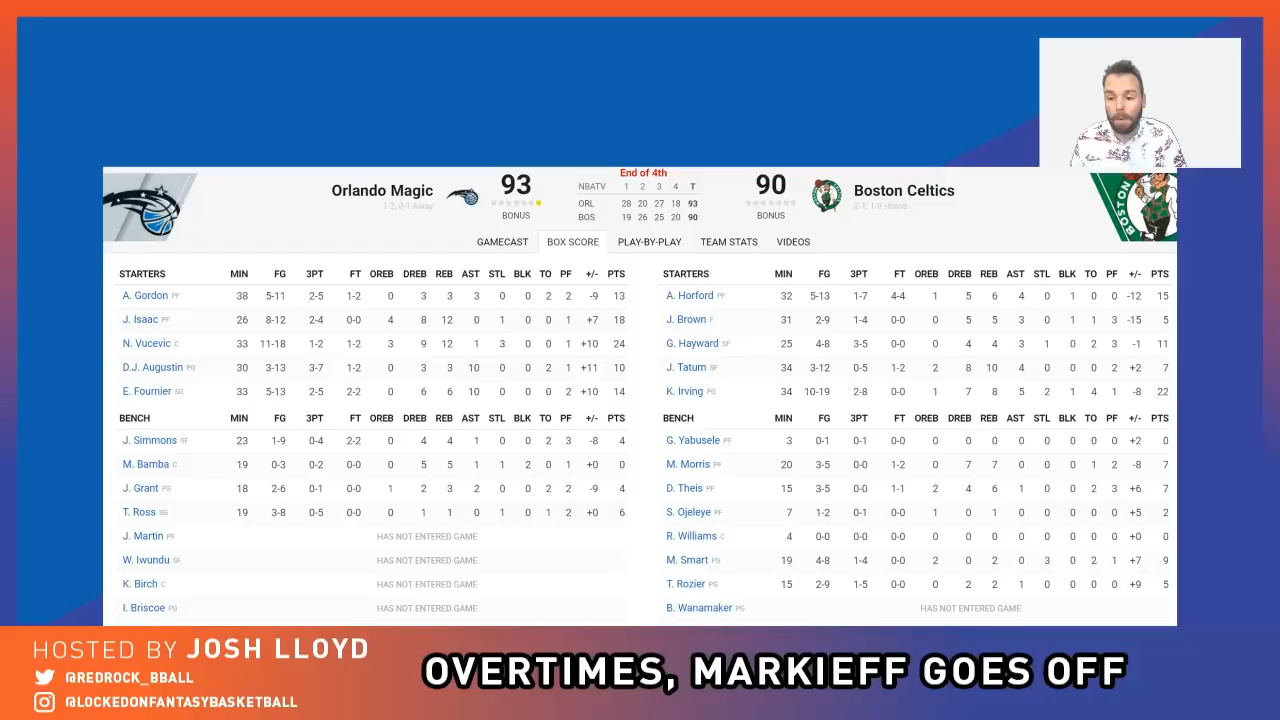 End of 4th
Orlando Magic 93 NBATV 1 2 3 4 T 90 Boston Celtics
1-2, 0-1 Away ORL 28 20 27 18 93 2-1, 1-0 Home
BONUS BOS 19 26 25 20 90 BONUS
GAMECAST BOX SCORE PLAY-BY-PLAY TEAM STATS VIDEOS
STARTERS MIN FG 3PT FT OREB DREB REB AST STL BLK TO PF +/- PTS
A. Gordon PF 38 5-11 2-5 1-2 0 3 3 3 0 0 2 2 -9 13
J. Isaac PF 26 8-12 2-4 0-0 4 8 12 0 1 0 0 1 +7 18
N. Vucevic C 33 11-18 1-2 1-2 3 9 12 1 3 0 0 1 +10 24
D.J. Augustin PG 30 3-13 3-7 1-2 0 3 3 10 0 0 2 1 +11 10
E. Fournier SG 33 5-13 2-5 2-2 0 6 6 10 0 0 0 2 +10 14
BENCH MIN FG 3PT FT OREB DREB REB AST STL BLK TO PF +/- PTS
J. Simmons SF 23 1-9 0-4 2-2 0 4 4 1 0 0 2 3 -8 4
M. Bamba C 19 0-3 0-2 0-0 0 5 5 1 1 2 0 1 +0 0
J. Grant PG 18 2-6 0-1 0-0 1 2 3 2 0 0 2 2 -9 4
T. Ross SG 19 3-8 0-5 0-0 0 1 1 0 1 0 1 2 +0 6
J. Martin PF HAS NOT ENTERED GAME
W. Iwundu SF HAS NOT ENTERED GAME
K. Birch C HAS NOT ENTERED GAME
I. Briscoe PG HAS NOT ENTERED GAME
BOSTON
STARTERS MIN FG 3PT FT OREB DREB REB AST STL BLK TO PF +/- PTS
A. Horford PF 32 5-13 1-7 4-4 1 5 6 4 0 1 0 0 -12 15
J. Brown F 31 2-9 1-4 0-0 0 5 5 3 0 1 1 3 -15 5
G. Hayward SF 25 4-8 3-5 0-0 0 4 4 3 1 0 2 3 -1 11
J. Tatum SF 34 3-12 0-5 1-2 2 8 10 4 0 0 0 2 +2 7
K. Irving PG 34 10-19 2-8 0-0 1 7 8 5 2 1 4 1 -8 22
BENCH MIN FG 3PT FT OREB DREB REB AST STL BLK TO PF +/- PTS
G. Yabusele PF 3 0-1 0-1 0-0 0 0 0 0 0 0 0 0 +2 0
M. Morris PF 20 3-5 0-0 1-2 0 7 7 0 0 0 1 2 -8 7
D. Theis PF 15 3-5 0-0 1-1 2 4 6 1 0 0 2 3 +6 7
S. Ojeleye PF 7 1-2 0-1 0-0 1 0 1 0 0 0 0 0 +5 2
R. Williams C 4 0-0 0-0 0-0 0 0 0 0 0 0 0 0 +0 0
M. Smart PG 19 4-8 1-4 0-0 2 0 2 0 3 0 2 1 +7 9
T. Rozier PG 15 2-9 1-5 0-0 0 2 2 1 0 0 0 0 +9 5
B. Wanamaker PG HAS NOT ENTERED GAME
HOSTED BY JOSH LLOYD
@REDROCK_BBALL
@LOCKEDONFANTASYBASKETBALL
OVERTIMES, MARKIEFF GOES OFF